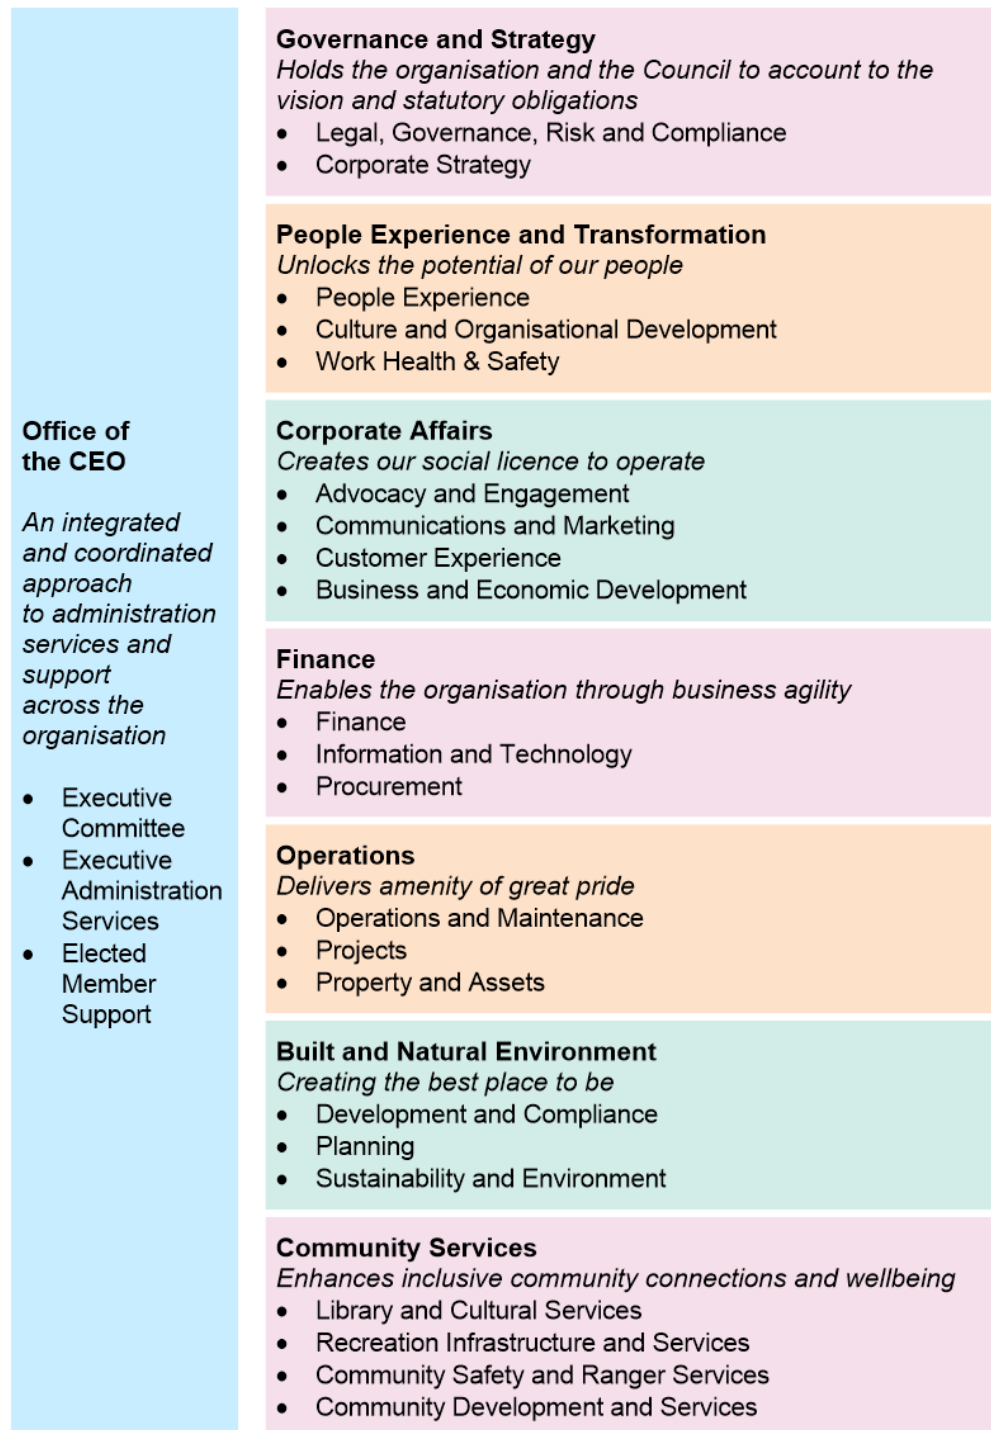 Office of
the CEO
An integrated
and coordinated
approach
to administration
services and
support
across the
organisation
• Executive
Committee
• Executive
Administration
Services
• Elected
Member
Support
Governance and Strategy
Holds the organisation and the Council to account to the
vision and statutory obligations
• Legal, Governance, Risk and Compliance
• Corporate Strategy
People Experience and Transformation
Unlocks the potential of our people
• People Experience
• Culture and Organisational Development
• Work Health & Safety
Corporate Affairs
Creates our social licence to operate
• Advocacy and Engagement
• Communications and Marketing
• Customer Experience
• Business and Economic Development
Finance
Enables the organisation through business agility
• Finance
• Information and Technology
• Procurement
Operations
Delivers amenity of great pride
• Operations and Maintenance
• Projects
• Property and Assets
Built and Natural Environment
Creating the best place to be
• Development and Compliance
• Planning
• Sustainability and Environment
Community Services
Enhances inclusive community connections and wellbeing
• Library and Cultural Services
• Recreation Infrastructure and Services
• Community Safety and Ranger Services
• Community Development and Services